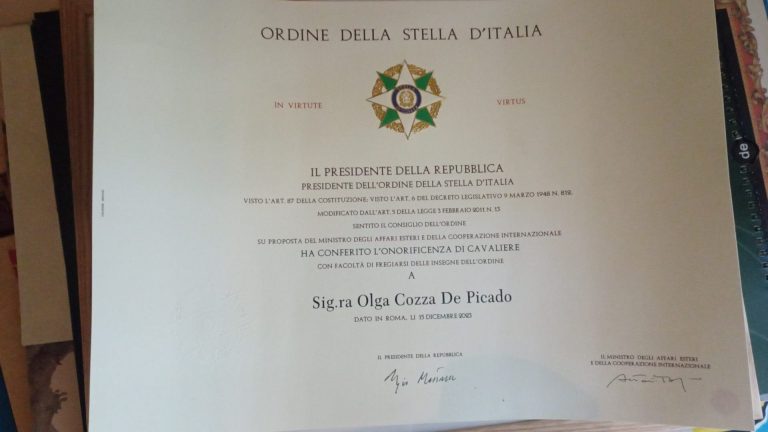 ORDINE DELLA STELLA D'ITALIA
IN VIRTUTE VIRTUS
IL PRESIDENTE DELLA REPUBBLICA
PRESIDENTE DELL'ORDINE DELLA STELLA D'ITALIA
VISTO L'ART. 87 DELLA COSTITUZIONE; VISTO L'ART. 6 DEL DECRETO LEGISLATIVO 9 MARZO 1948 N. 812,
MODIFICATO DALL'ART. 5 DELLA LEGGE 3 FEBBRAIO 2011 N. 13
SENTITO IL CONSIGLIO DELL'ORDINE
SU PROPOSTA DEL MINISTRO DEGLI AFFARI ESTERI E DELLA COOPERAZIONE INTERNAZIONALE
HA CONFERITO L'ONORIFICENZA DI CAVALIERE
CON FACOLTÀ DI FREGIARSI DELLE INSEGNE DELL'ORDINE
A
Sig.ra Olga Cozza De Picado
DATO IN ROMA, LÌ 15 DICEMBRE 2023
IL PRESIDENTE DELLA REPUBBLICA
IL MINISTRO DEGLI AFFARI ESTERI
E DELLA COOPERAZIONE INTERNAZIONALE
de